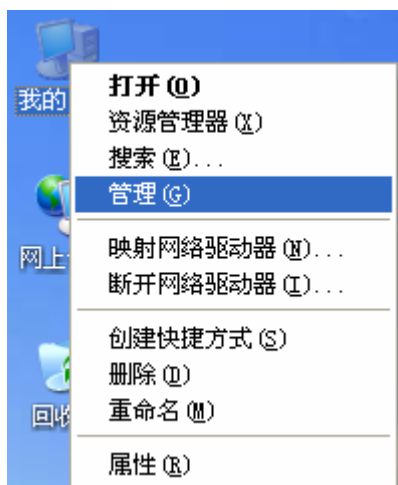 我的
打开(O)
资源管理器(X)
搜索(E)...
管理(G)
网上
映射网络驱动器(N)...
断开网络驱动器(I)...
创建快捷方式(S)
删除(D)
回收
重命名(M)
属性(R)